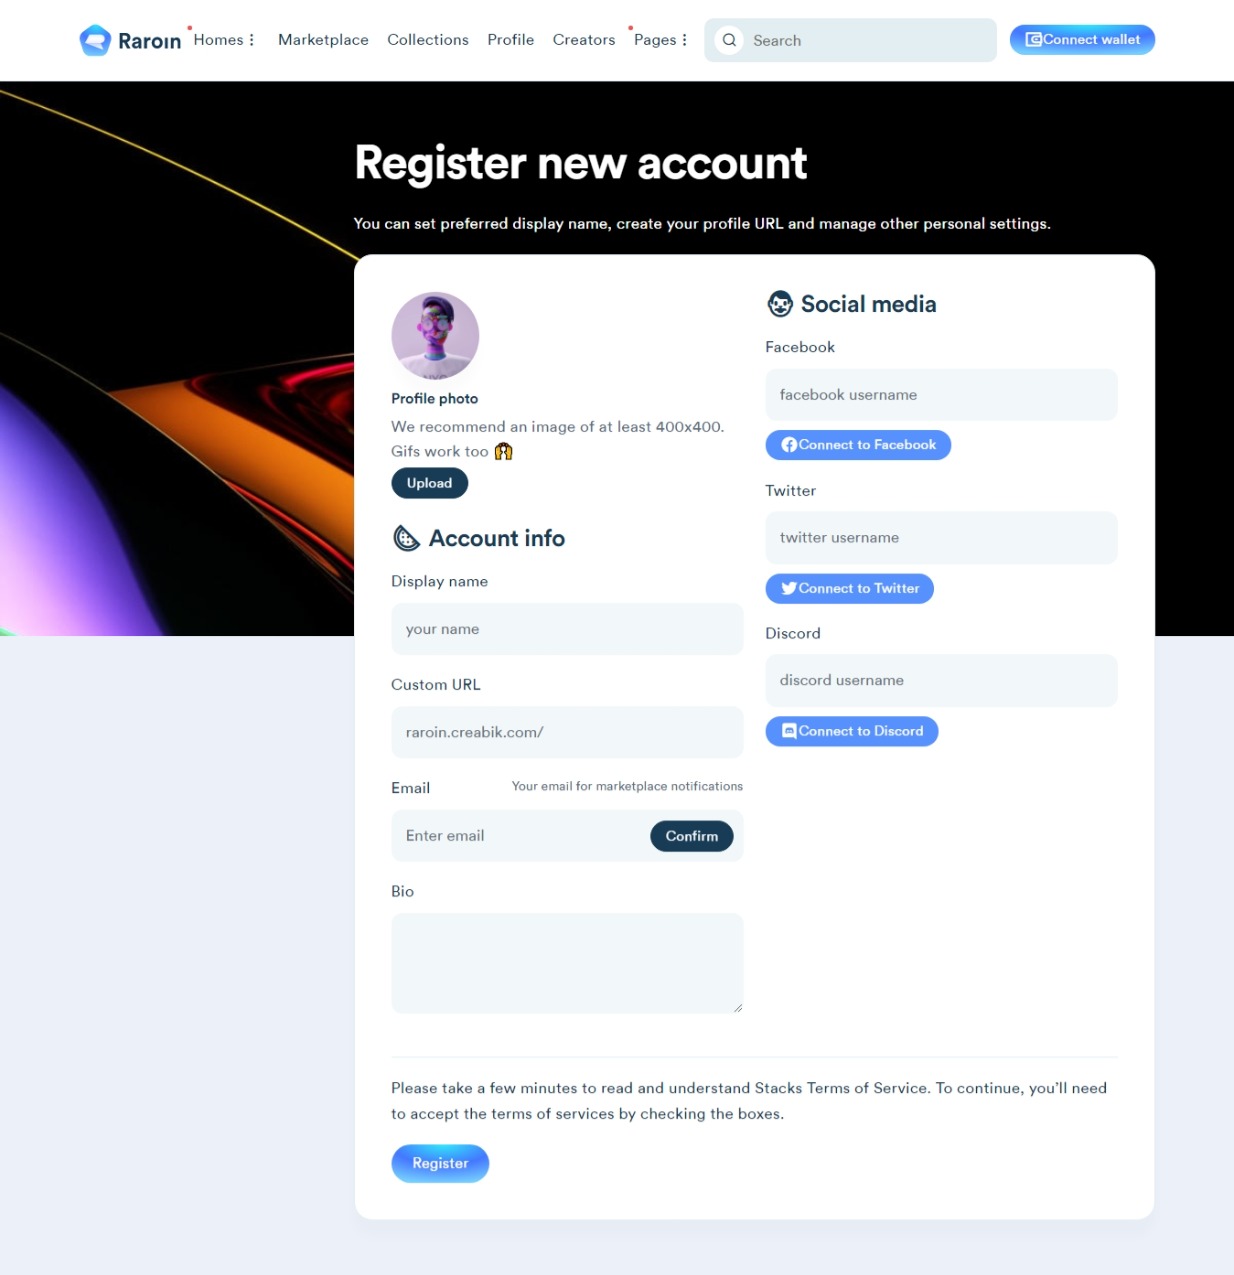 Raroin
Homes
Marketplace
Collections
Profile
Creators
Pages
Search
Connect wallet
Register new account
You can set preferred display name, create your profile URL and manage other personal settings.
Profile photo
We recommend an image of at least 400x400.
Gifs work too
Upload
Account info
Display name
your name
Custom URL
raroin.creabik.com/
Email
Your email for marketplace notifications
Enter email
Confirm
Bio
Social media
Facebook
facebook username
Connect to Facebook
Twitter
twitter username
Connect to Twitter
Discord
discord username
Connect to Discord
Please take a few minutes to read and understand Stacks Terms of Service. To continue, you’ll need
to accept the terms of services by checking the boxes.
Register